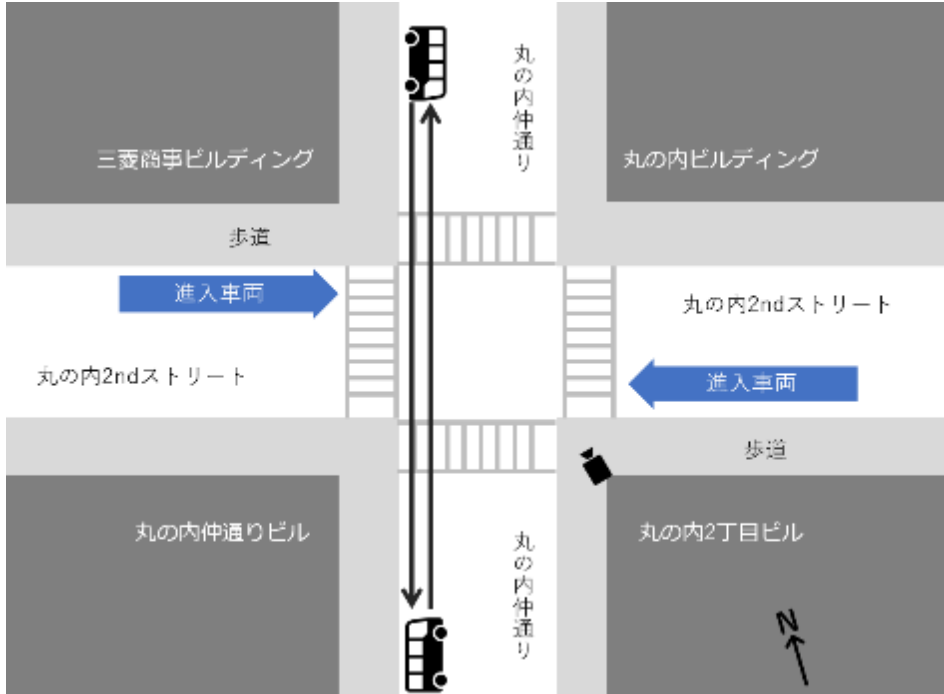 丸の内仲通り
三菱商事ビルディング
丸の内ビルディング
歩道
進入車両
丸の内2ndストリート
丸の内2ndストリート
進入車両
歩道
丸の内仲通りビル
丸の内仲通り
丸の内2丁目ビル
N